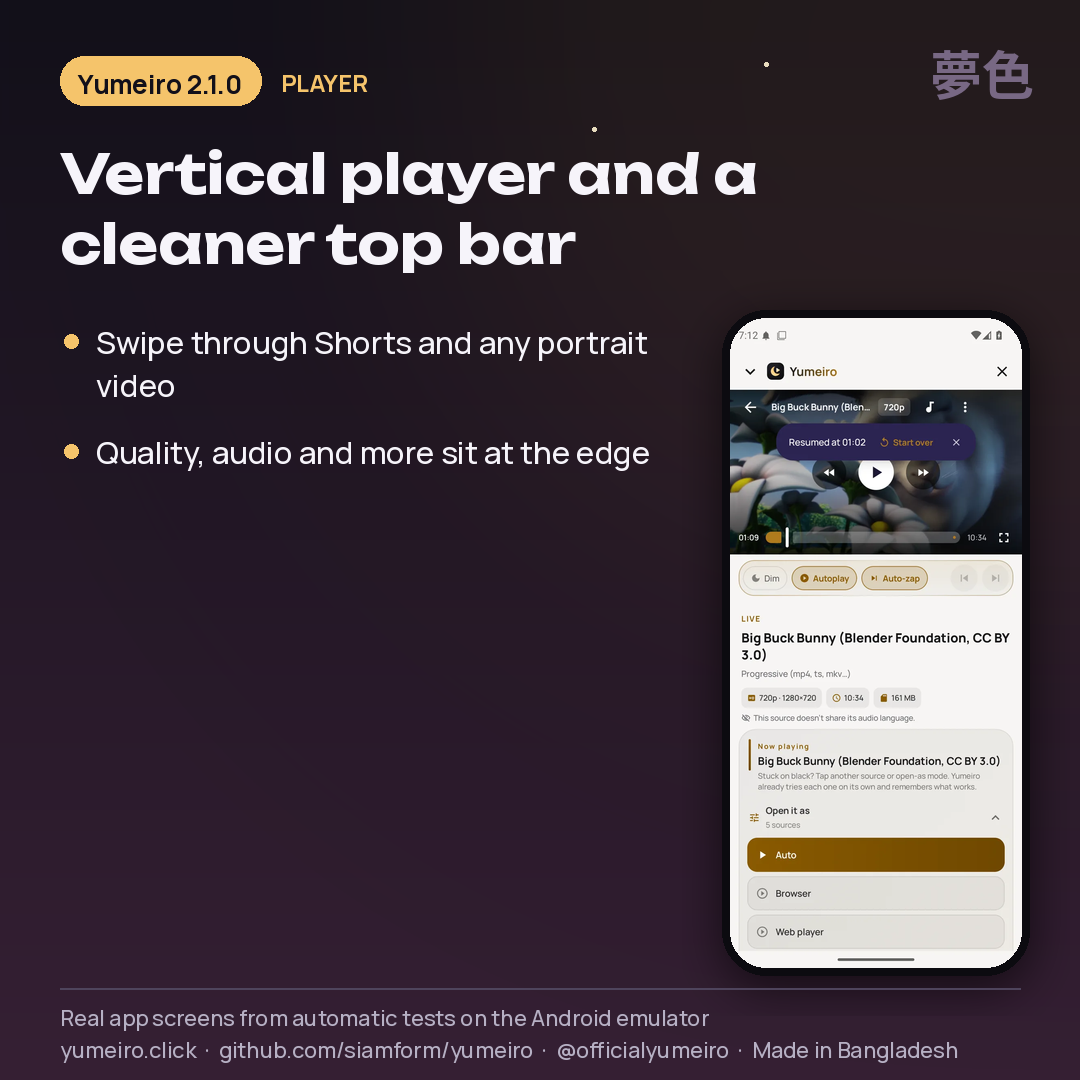 Yumeiro 2.1.0 PLAYER
夢色
Vertical player and a
cleaner top bar
Swipe through Shorts and any portrait
video
Quality, audio and more sit at the edge
7:12
Yumeiro
Big Buck Bunny (Blen... 720p
Resumed at 01:02 Start over
01:09 10:34
Dim Autoplay Auto-zap
LIVE
Big Buck Bunny (Blender Foundation, CC BY
3.0)
Progressive (mp4, ts, mkv...)
720p · 1280×720 10:34 161 MB
This source doesn't share its audio language.
Now playing
Big Buck Bunny (Blender Foundation, CC BY 3.0)
Stuck on black? Tap another source or open-as mode. Yumeiro
already tries each one on its own and remembers what works.
Open it as
5 sources
Auto
Browser
Web player
Real app screens from automatic tests on the Android emulator
yumeiro.click · github.com/siamform/yumeiro · @officialyumeiro · Made in Bangladesh